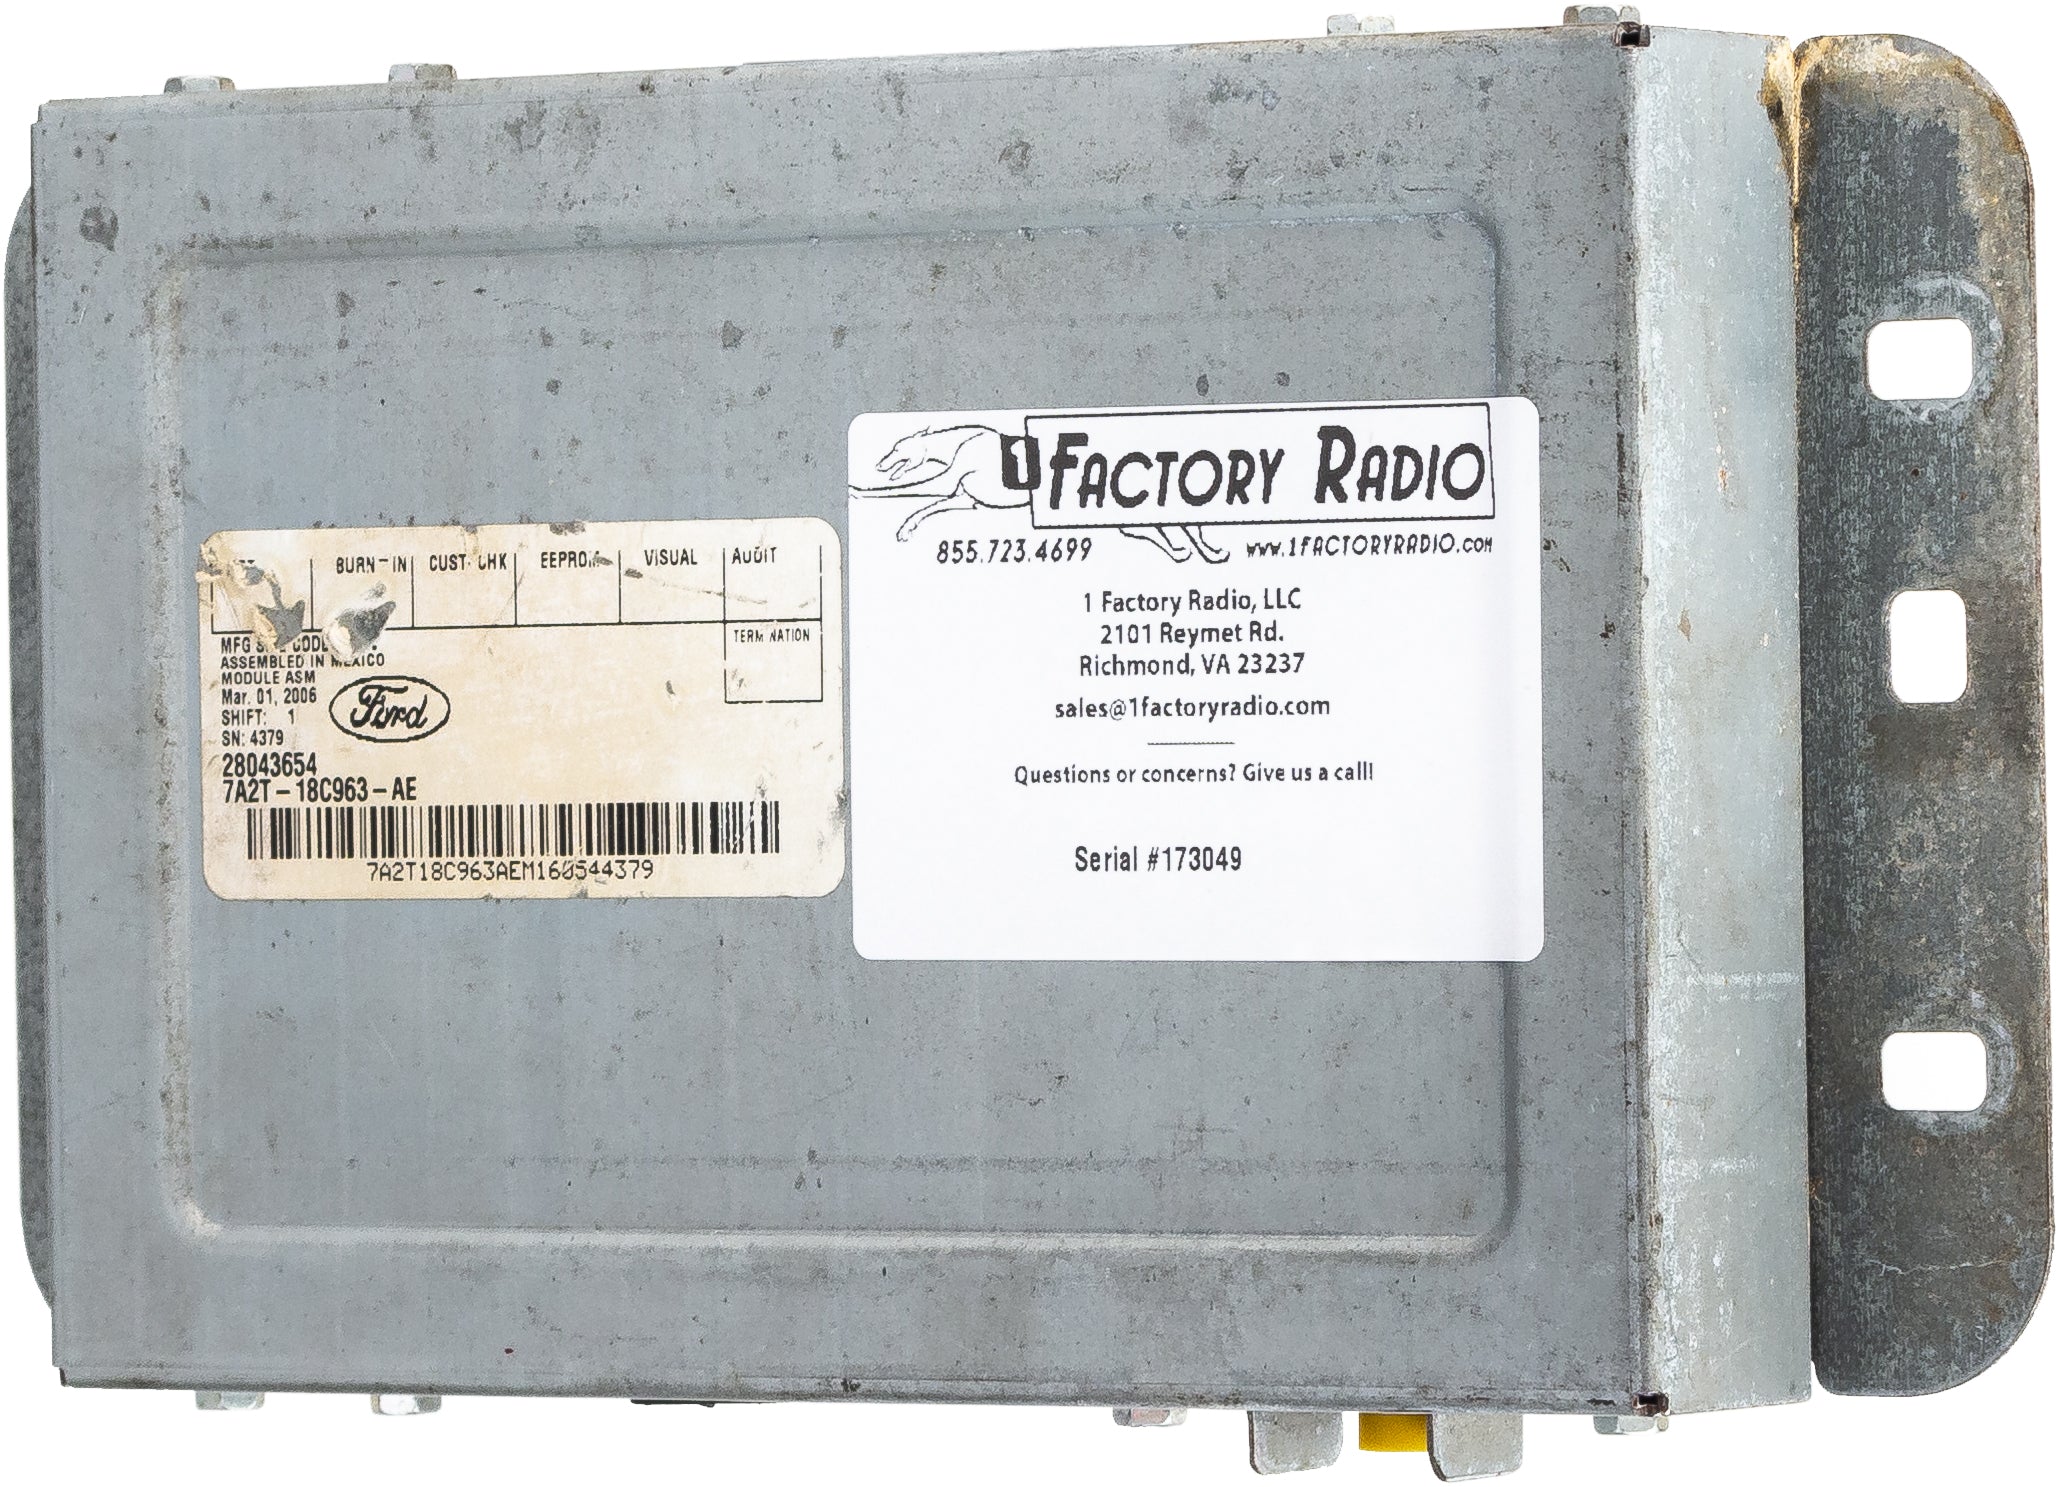 BURN-IN CUST. CHK EEPROM VISUAL AUDIT
TERMINATION
MFG
ASSEMBLED IN MEXICO
MODULE ASM
Mar. 01, 2006
SHIFT: 1
SN: 4379
Ford
28043654
7A2T-18C963-AE
7A2T18C963AEM160544379
1 FACTORY RADIO
855.723.4699 www.1FACTORYRADIO.com
1 Factory Radio, LLC
2101 Reymet Rd.
Richmond, VA 23237
sales@1factoryradio.com
Questions or concerns? Give us a call!
Serial #173049